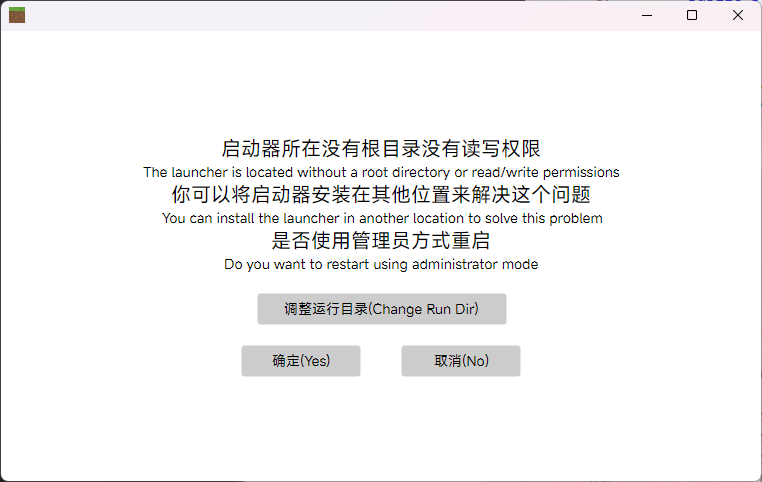 启动器所在没有根目录没有读写权限
The launcher is located without a root directory or read/write permissions
你可以将启动器安装在其他位置来解决这个问题
You can install the launcher in another location to solve this problem
是否使用管理员方式重启
Do you want to restart using administrator mode
调整运行目录(Change Run Dir)
确定(Yes)
取消(No)